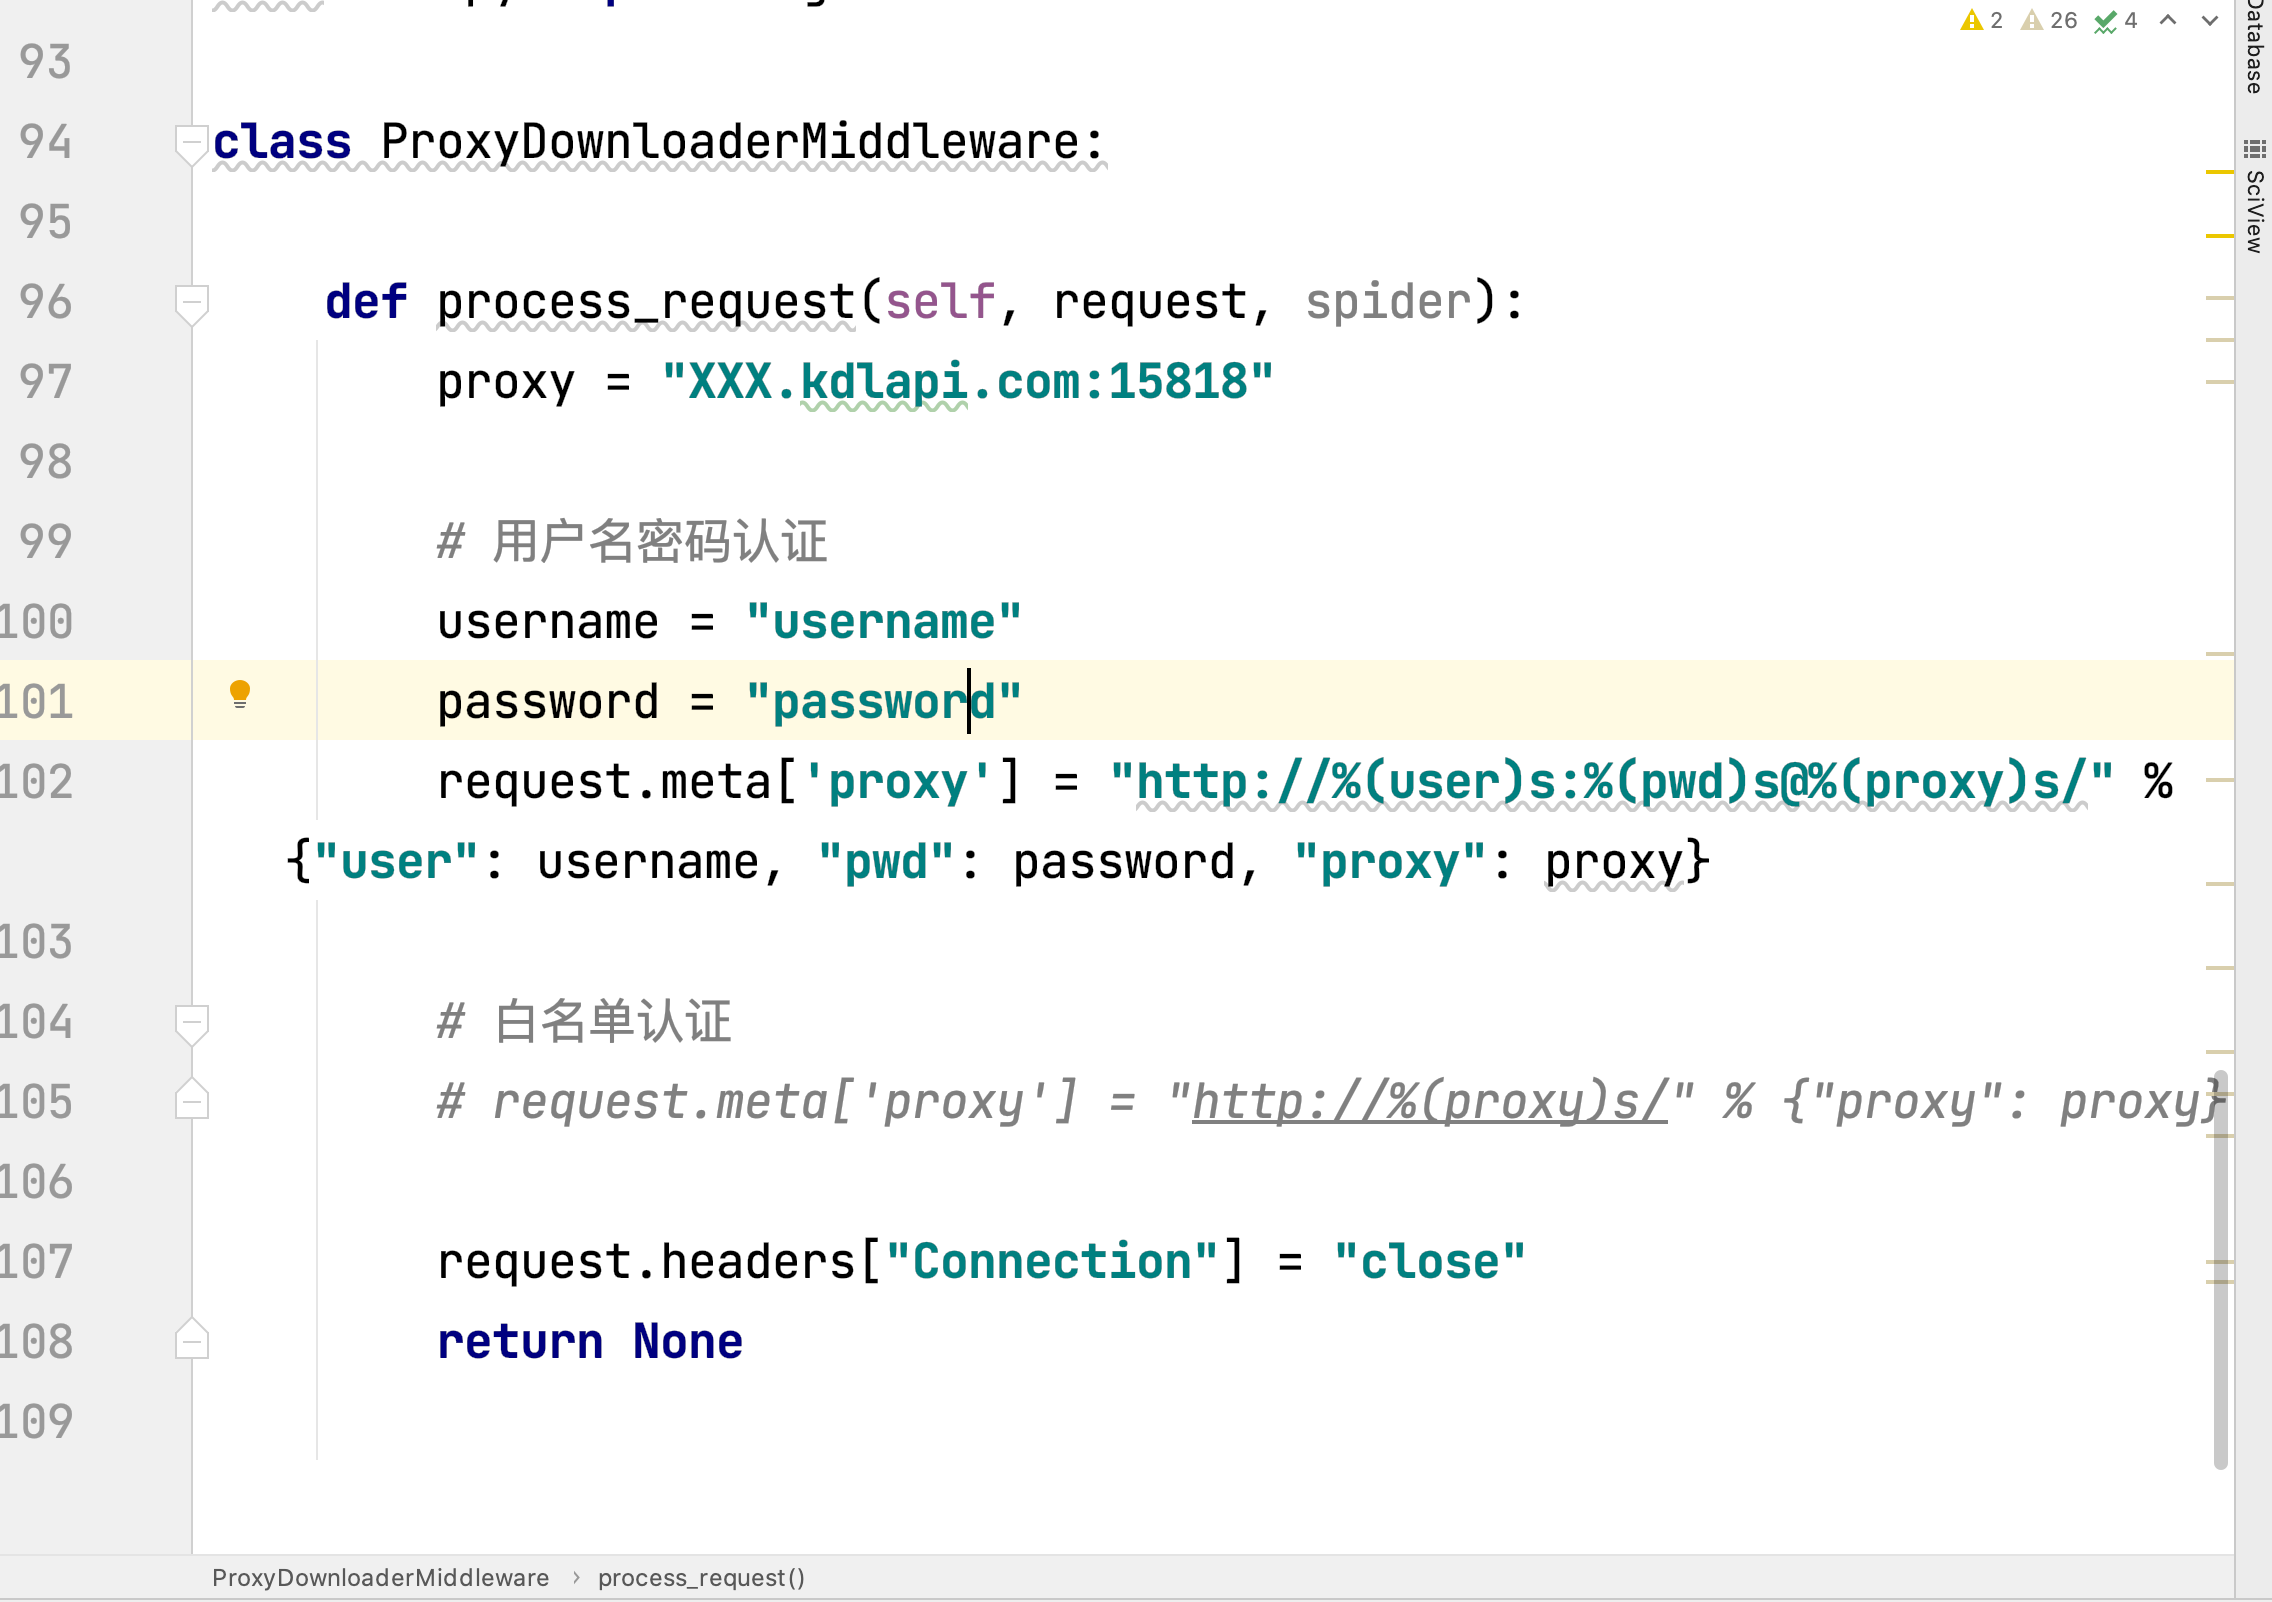 2 26 4
Database
SciView
93
94 class ProxyDownloaderMiddleware:
95
96 def process_request(self, request, spider):
97 proxy = "XXX.kdlapi.com:15818"
98
99 # 用户名密码认证
100 username = "username"
101 password = "password"
102 request.meta['proxy'] = "http://%(user)s:%(pwd)s@%(proxy)s/" %
{"user": username, "pwd": password, "proxy": proxy}
103
104 # 白名单认证
105 # request.meta['proxy'] = "http://%(proxy)s/" % {"proxy": proxy}
106
107 request.headers["Connection"] = "close"
108 return None
109
ProxyDownloaderMiddleware › process_request()